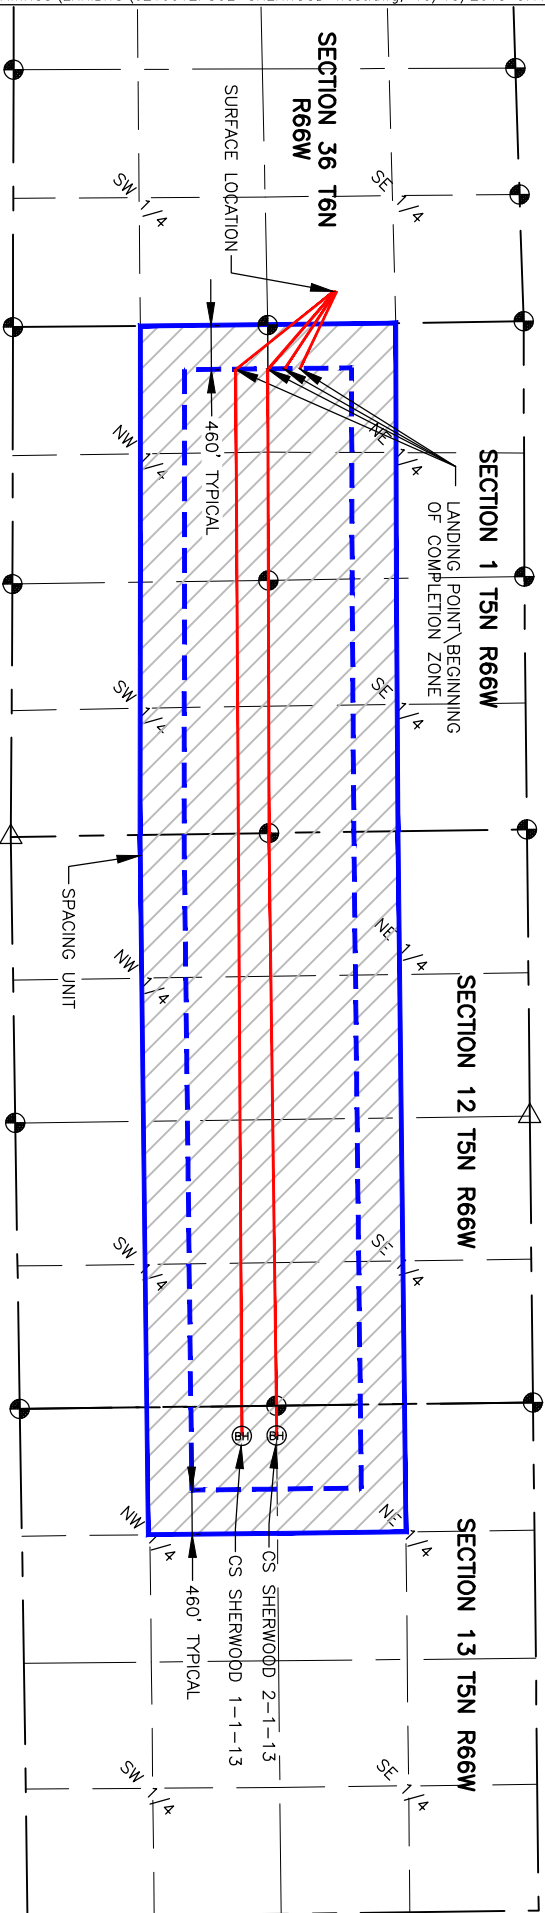 SECTION 36 T6N
R66W
SURFACE LOCATION
SW 1/4
SE 1/4
460' TYPICAL
NW 1/4
NE 1/4
SECTION 1 T5N R66W
LANDING POINT\BEGINNING
OF COMPLETION ZONE
SW 1/4
SE 1/4
SPACING UNIT
NW 1/4
NE 1/4
SECTION 12 T5N R66W
SW 1/4
SE 1/4
BH
BH
CS SHERWOOD 2-1-13
CS SHERWOOD 1-1-13
460' TYPICAL
NW 1/4
NE 1/4
SECTION 13 T5N R66W
SW 1/4
SE 1/4